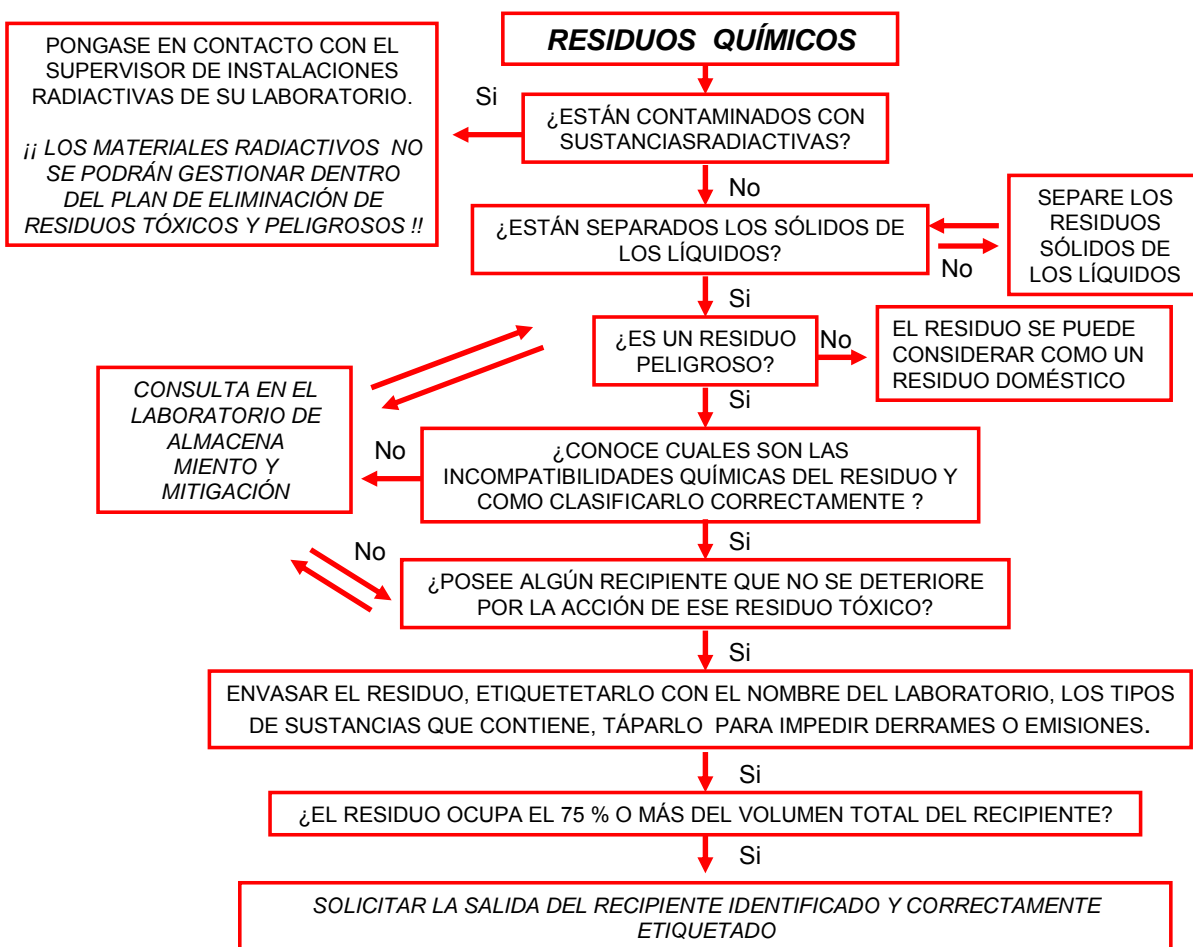 RESIDUOS QUÍMICOS
PONGASE EN CONTACTO CON EL
SUPERVISOR DE INSTALACIONES
RADIACTIVAS DE SU LABORATORIO.
¡¡ LOS MATERIALES RADIACTIVOS NO
SE PODRÁN GESTIONAR DENTRO
DEL PLAN DE ELIMINACIÓN DE
RESIDUOS TÓXICOS Y PELIGROSOS !!
Si
¿ESTÁN CONTAMINADOS CON
SUSTANCIASRADIACTIVAS?
No
¿ESTÁN SEPARADOS LOS SÓLIDOS DE
LOS LÍQUIDOS?
No
SEPARE LOS
RESIDUOS
SÓLIDOS DE
LOS LÍQUIDOS
Si
¿ES UN RESIDUO
PELIGROSO?
No
EL RESIDUO SE PUEDE
CONSIDERAR COMO UN
RESIDUO DOMÉSTICO
Si
CONSULTA EN EL
LABORATORIO DE
ALMACENA
MIENTO Y
MITIGACIÓN
No
¿CONOCE CUALES SON LAS
INCOMPATIBILIDADES QUÍMICAS DEL RESIDUO Y
COMO CLASIFICARLO CORRECTAMENTE ?
Si
No
¿POSEE ALGÚN RECIPIENTE QUE NO SE DETERIORE
POR LA ACCIÓN DE ESE RESIDUO TÓXICO?
Si
ENVASAR EL RESIDUO, ETIQUETETARLO CON EL NOMBRE DEL LABORATORIO, LOS TIPOS
DE SUSTANCIAS QUE CONTIENE, TÁPARLO PARA IMPEDIR DERRAMES O EMISIONES.
Si
¿EL RESIDUO OCUPA EL 75 % O MÁS DEL VOLUMEN TOTAL DEL RECIPIENTE?
Si
SOLICITAR LA SALIDA DEL RECIPIENTE IDENTIFICADO Y CORRECTAMENTE
ETIQUETADO